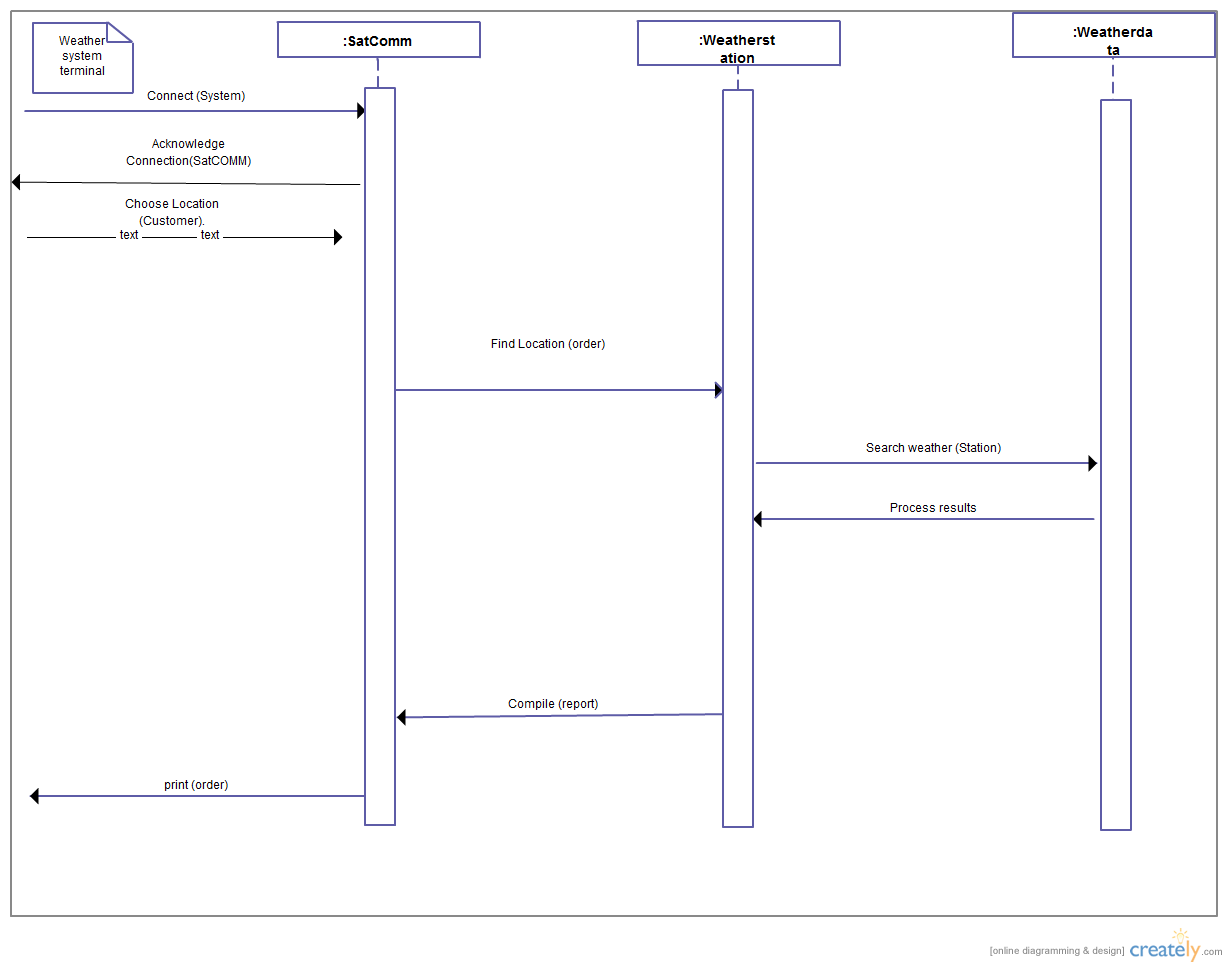 Weather
system
terminal
:SatComm
:Weatherst
ation
:Weatherda
ta
Connect (System)
Acknowledge
Connection(SatCOMM)
Choose Location
(Customer).
text text
Find Location (order)
Search weather (Station)
Process results
Compile (report)
print (order)
[online diagramming & design] creately.com